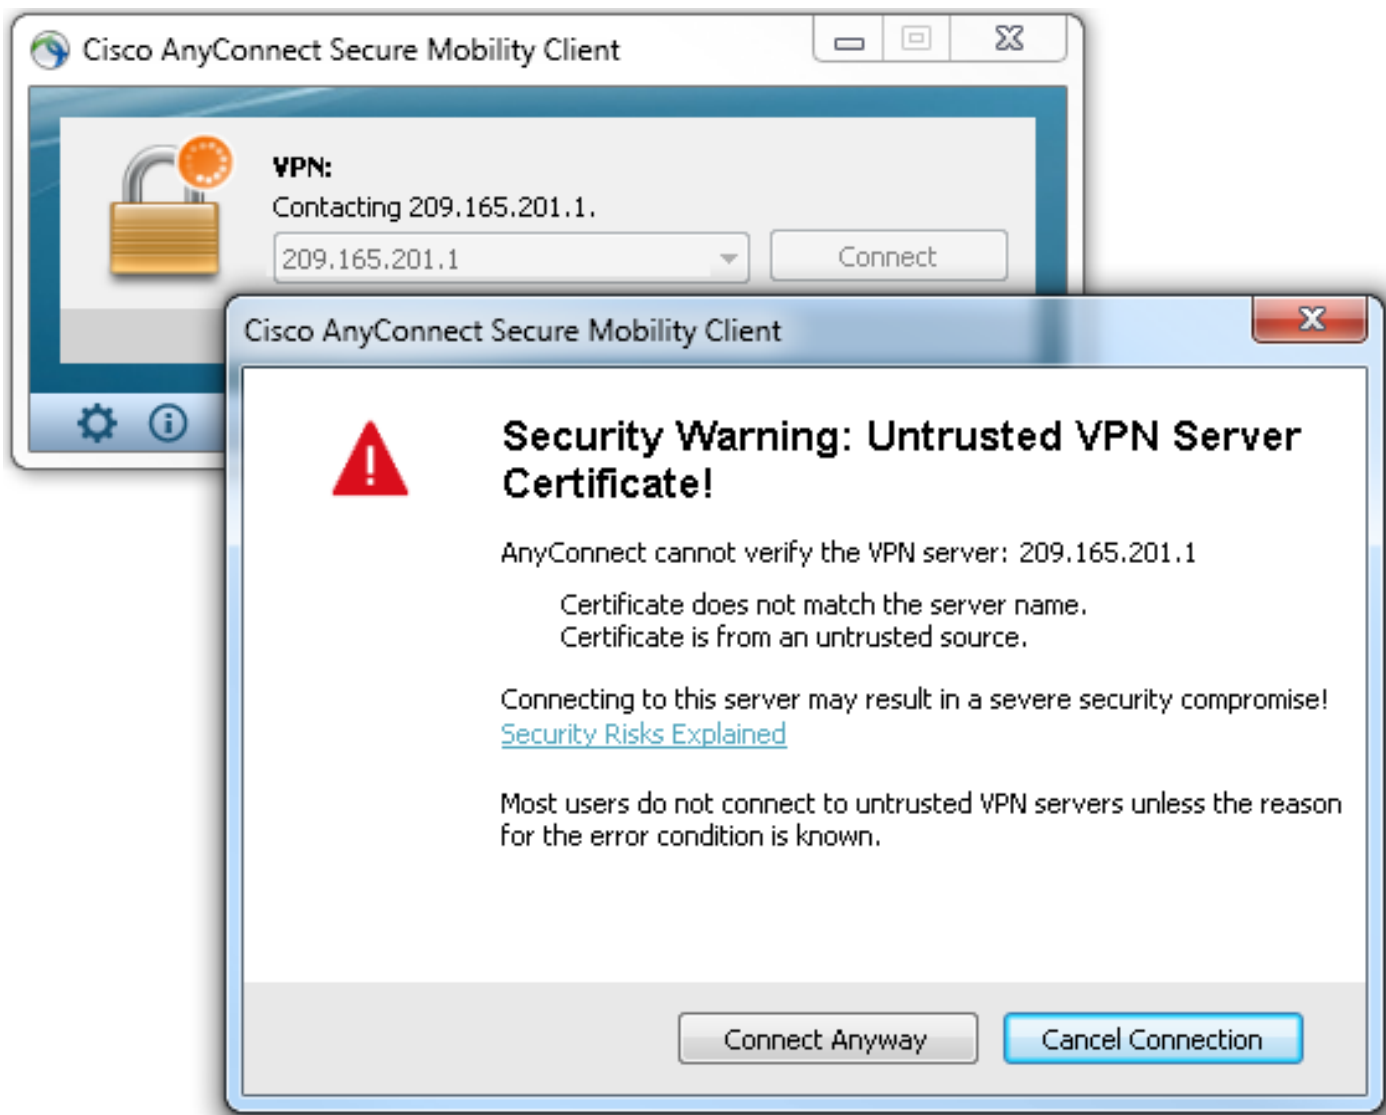 Cisco AnyConnect Secure Mobility Client
VPN:
Contacting 209.165.201.1.
209.165.201.1
Connect
Cisco AnyConnect Secure Mobility Client
Security Warning: Untrusted VPN Server
Certificate!
AnyConnect cannot verify the VPN server: 209.165.201.1
Certificate does not match the server name.
Certificate is from an untrusted source.
Connecting to this server may result in a severe security compromise!
Security Risks Explained
Most users do not connect to untrusted VPN servers unless the reason
for the error condition is known.
Connect Anyway
Cancel Connection